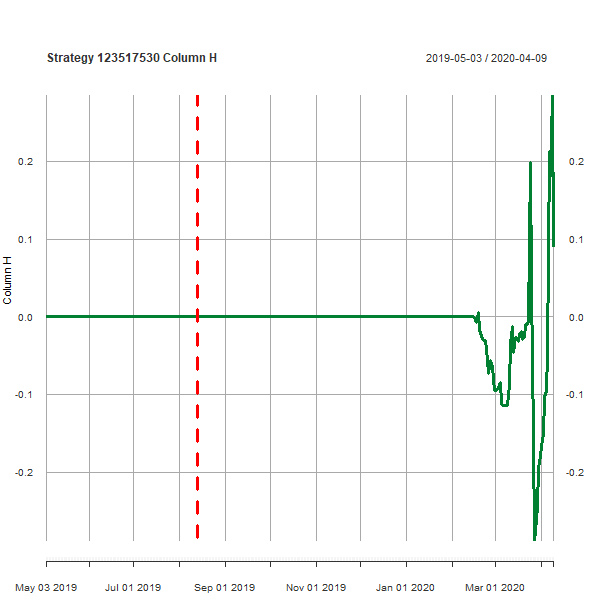 Strategy 123517530 Column H
2019-05-03 / 2020-04-09
0.2
0.2
0.1
0.1
Column H
0.0
0.0
-0.1
-0.1
-0.2
-0.2
May 03 2019
Jul 01 2019
Sep 01 2019
Nov 01 2019
Jan 01 2020
Mar 01 2020